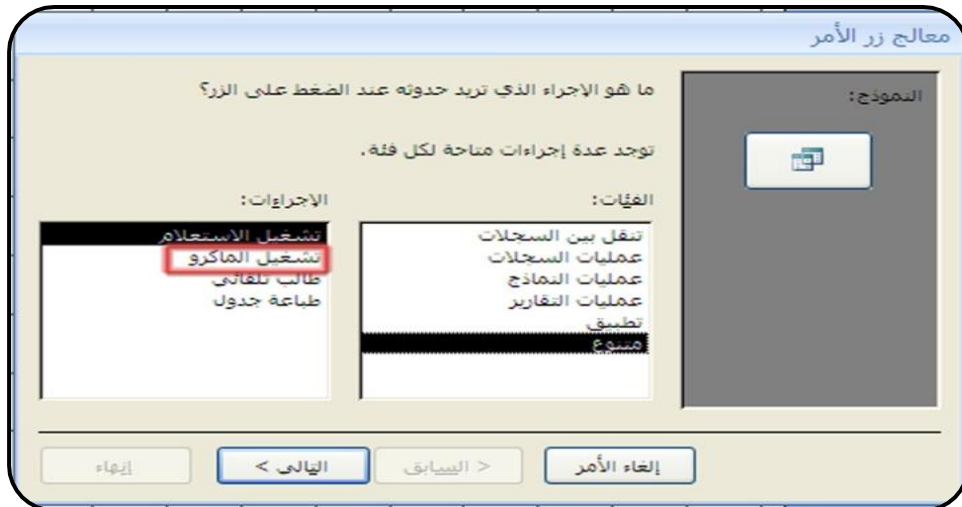 معالج زر الأمر
النموذج:
ما هو الإجراء الذي تريد حدوثه عند الضغط على الزر؟
توجد عدة إجراءات متاحة لكل فئة.
الفئات:
تنقل بين السجلات
عمليات السجلات
عمليات النماذج
عمليات التقارير
تطبيق
متنوع
الإجراءات:
تشغيل الاستعلام
تشغيل الماكرو
طالب تلقائي
طباعة جدول
إلغاء الأمر
< السابق
التالي >
إنهاء